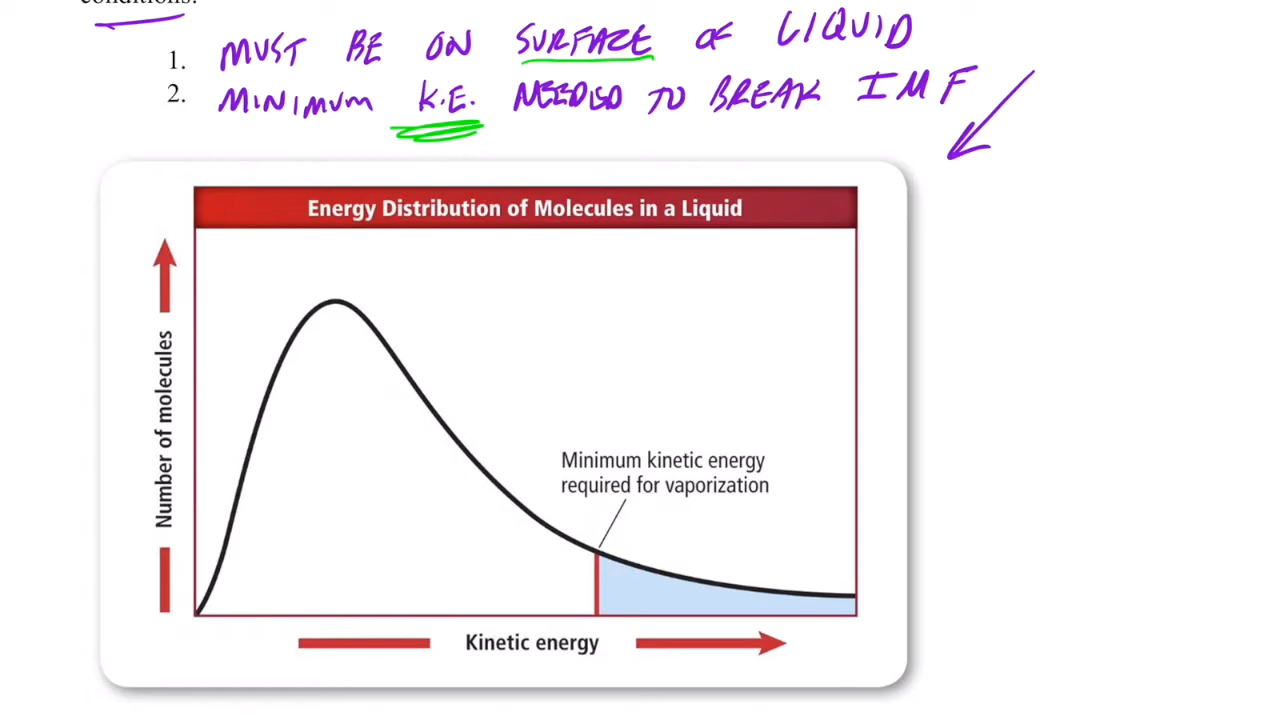 conditions:
1. MUST BE ON SURFACE OF LIQUID
2. MINIMUM K.E. NEEDED TO BREAK IMF
Energy Distribution of Molecules in a Liquid
Number of molecules
Minimum kinetic energy
required for vaporization
Kinetic energy